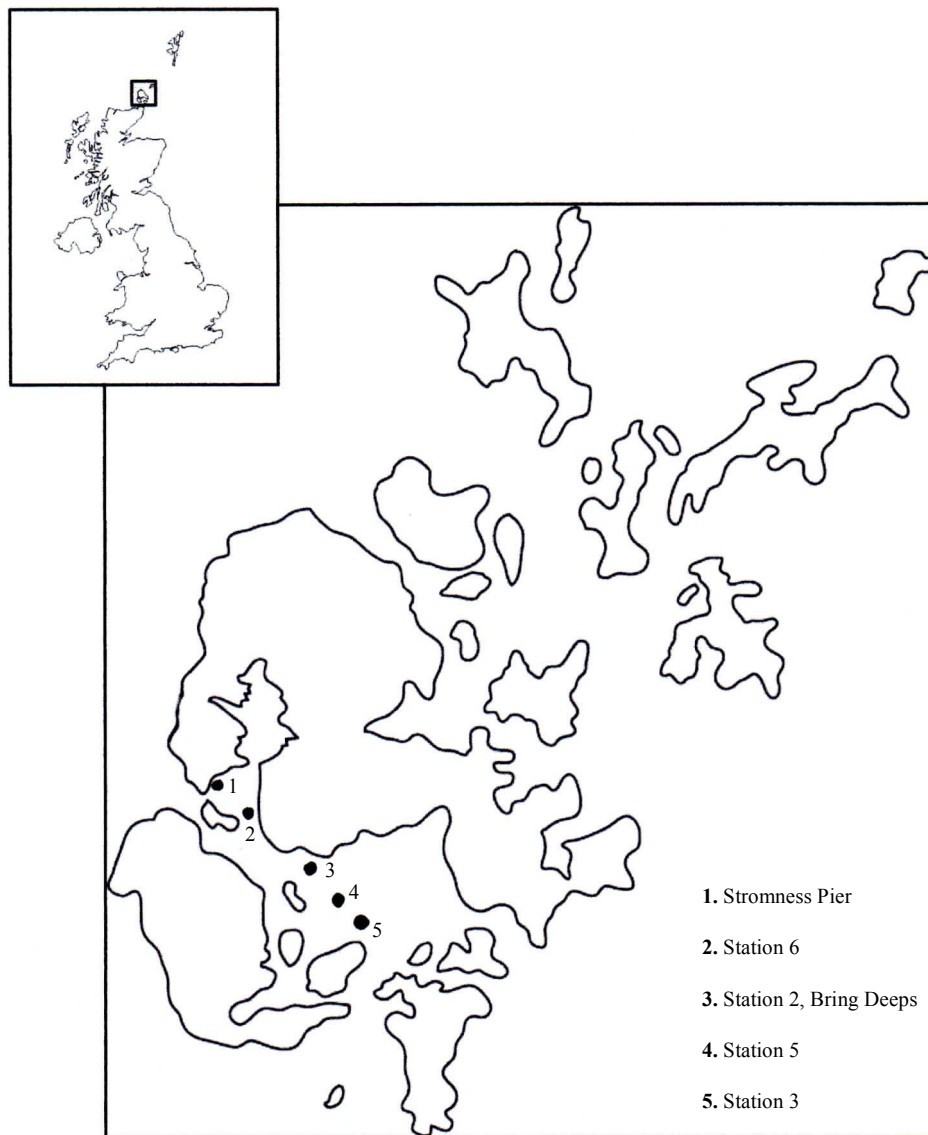 1
2
3
4
5
1. Stromness Pier
2. Station 6
3. Station 2, Bring Deeps
4. Station 5
5. Station 3